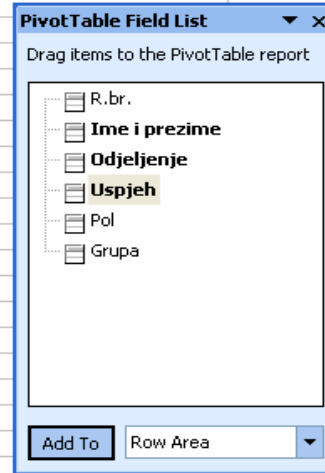 PivotTable Field List
Drag items to the PivotTable report
R.br.
Ime i prezime
Odjeljenje
Uspjeh
Pol
Grupa
Add To
Row Area